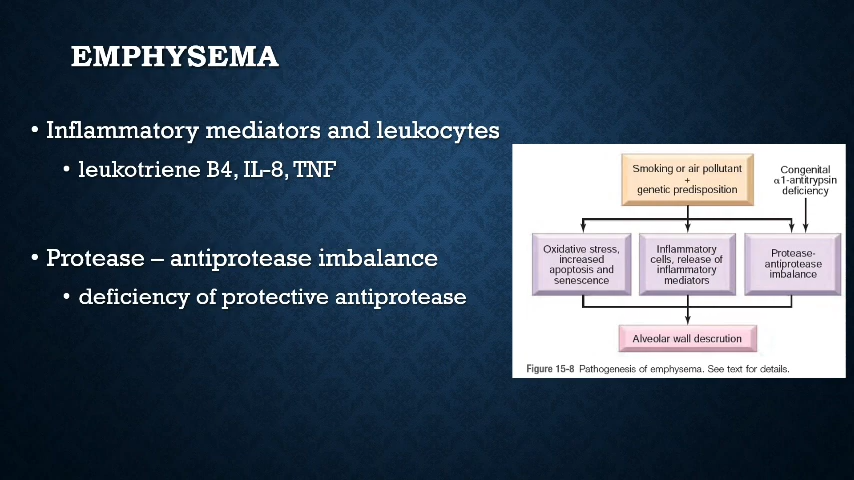 EMPHYSEMA
• Inflammatory mediators and leukocytes
• leukotriene B4, IL-8, TNF
• Protease – antiprotease imbalance
• deficiency of protective antiprotease
Smoking or air pollutant
+
genetic predisposition
Congenital
α1-antitrypsin
deficiency
Oxidative stress,
increased
apoptosis and
senescence
Inflammatory
cells, release of
inflammatory
mediators
Protease-
antiprotease
imbalance
Alveolar wall descrution
Figure 15-8 Pathogenesis of emphysema. See text for details.